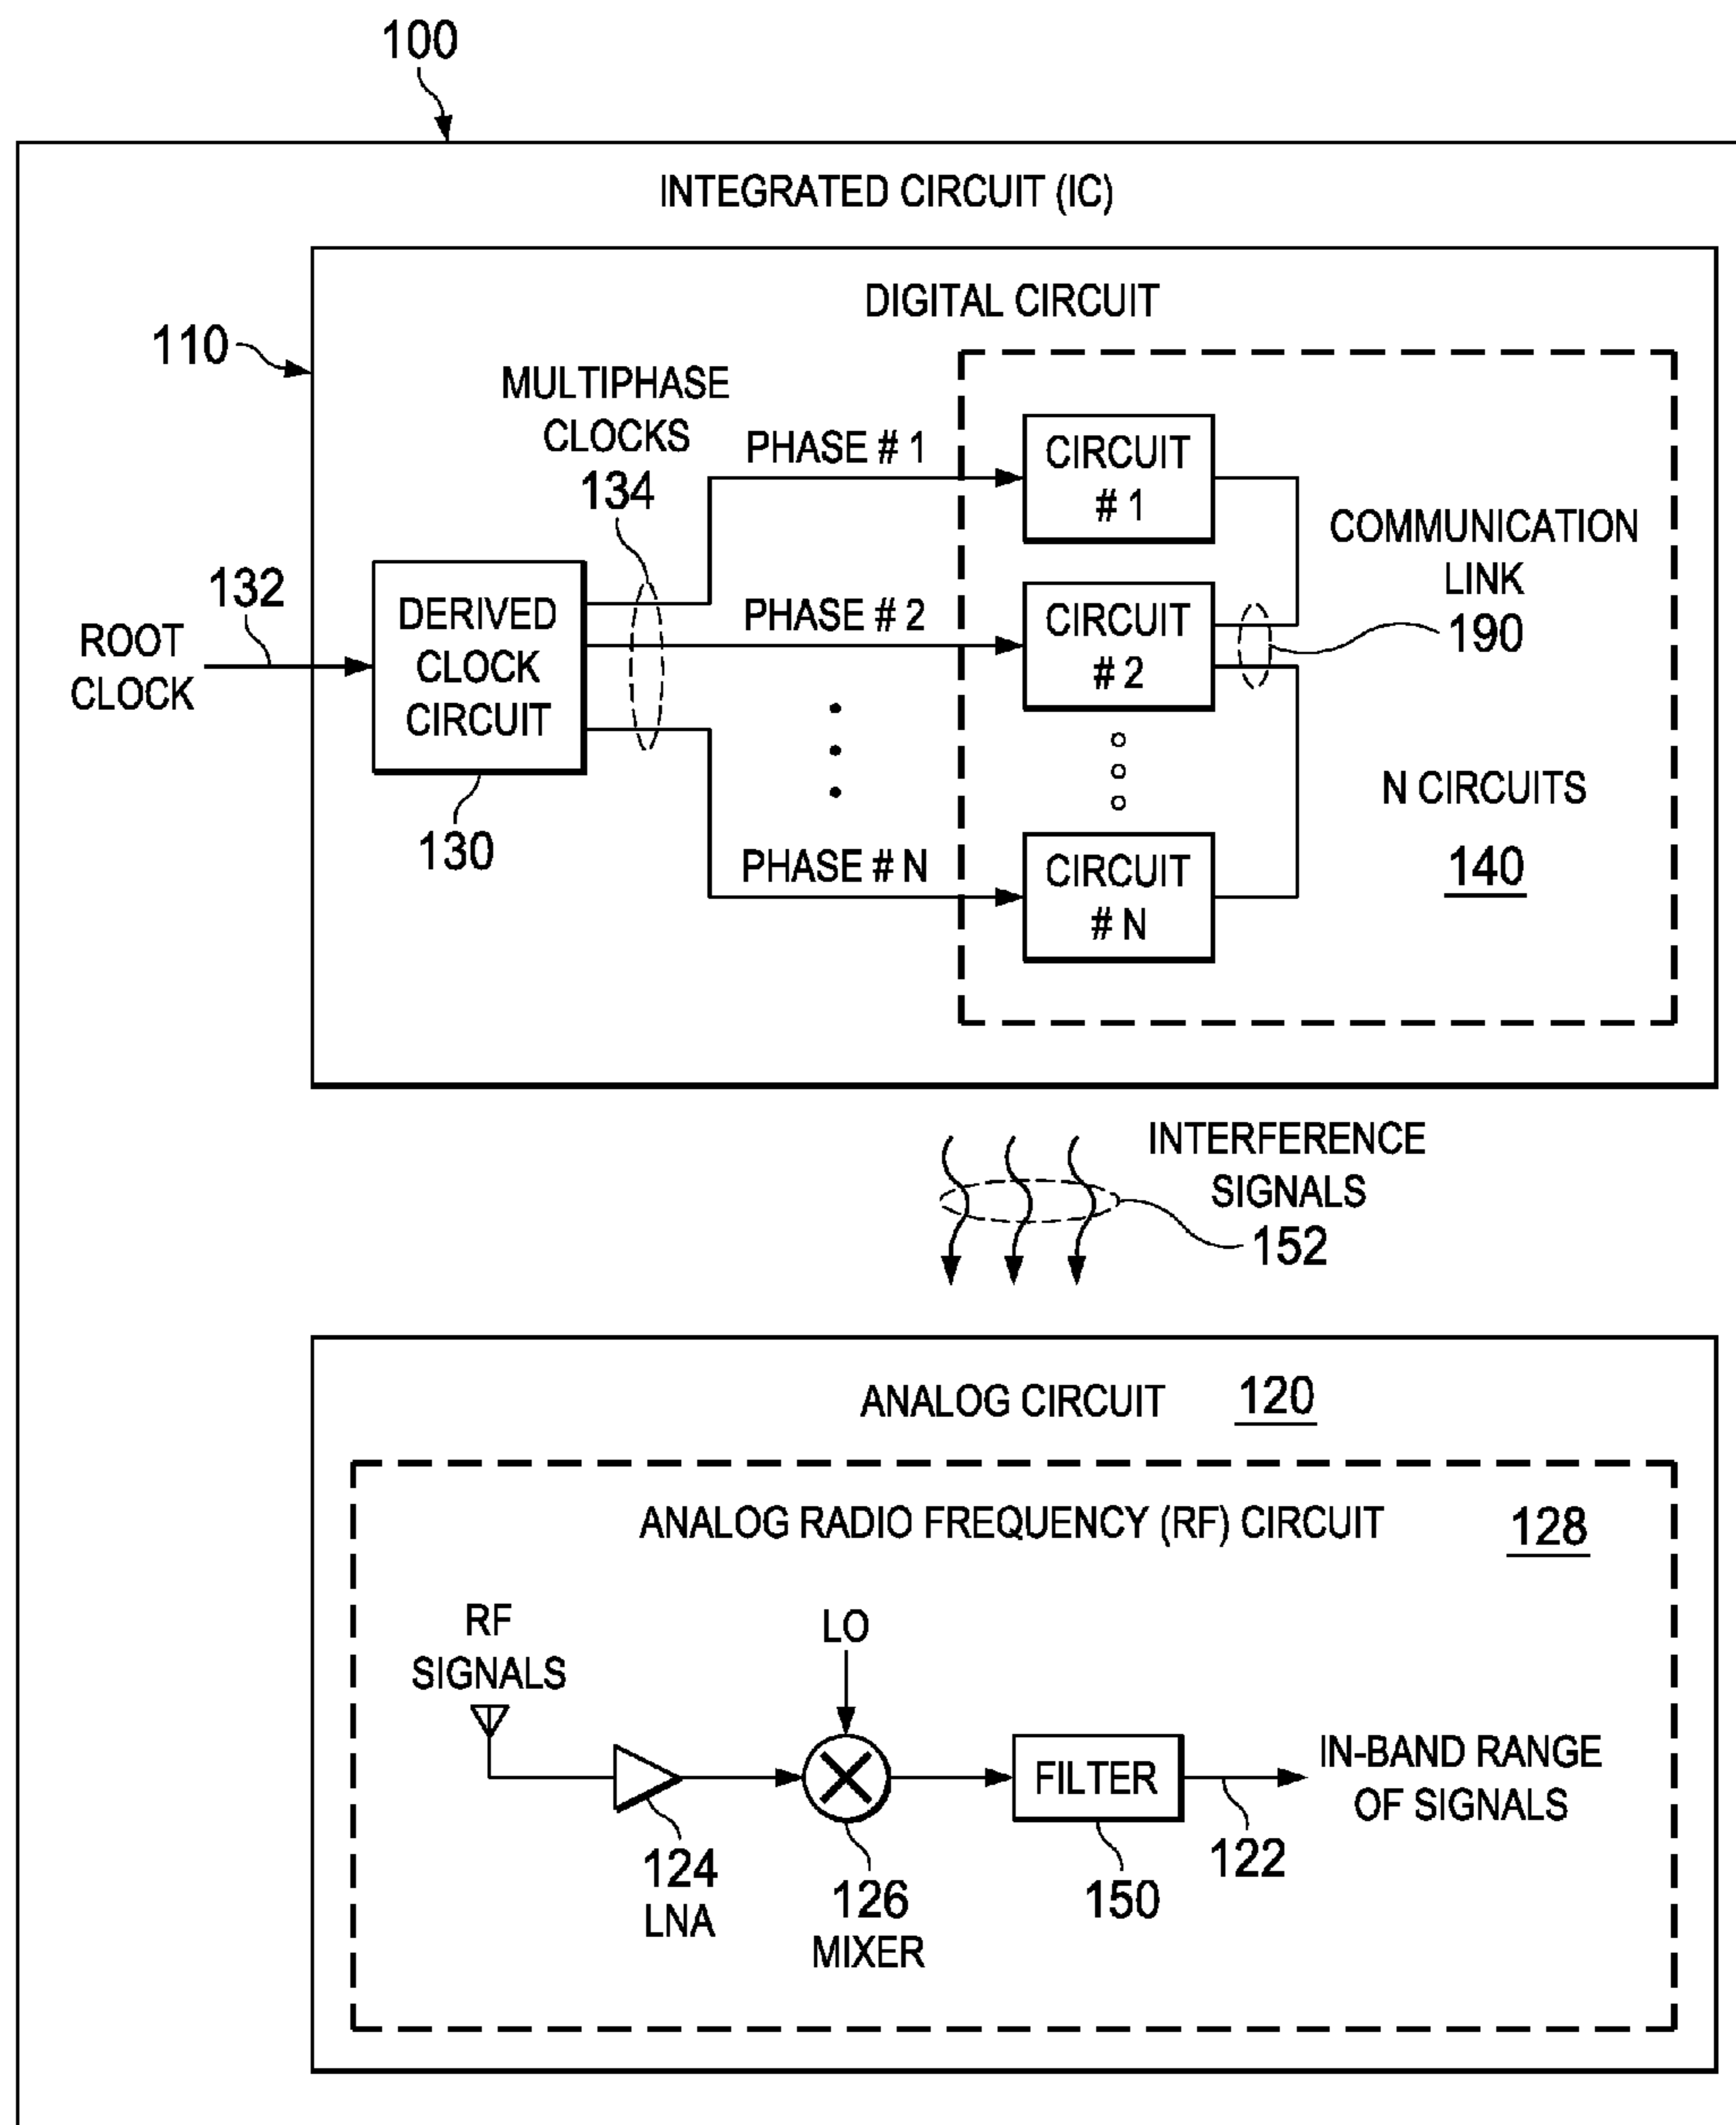 100
INTEGRATED CIRCUIT (IC)
DIGITAL CIRCUIT
110
MULTIPHASE
CLOCKS
134
PHASE # 1
CIRCUIT
# 1
COMMUNICATION
LINK
190
132
ROOT
CLOCK
DERIVED
CLOCK
CIRCUIT
130
PHASE # 2
CIRCUIT
# 2
N CIRCUITS
140
PHASE # N
CIRCUIT
# N
INTERFERENCE
SIGNALS
152
ANALOG CIRCUIT 120
ANALOG RADIO FREQUENCY (RF) CIRCUIT 128
RF
SIGNALS
LO
FILTER
IN-BAND RANGE
OF SIGNALS
124
LNA
126
MIXER
150
122